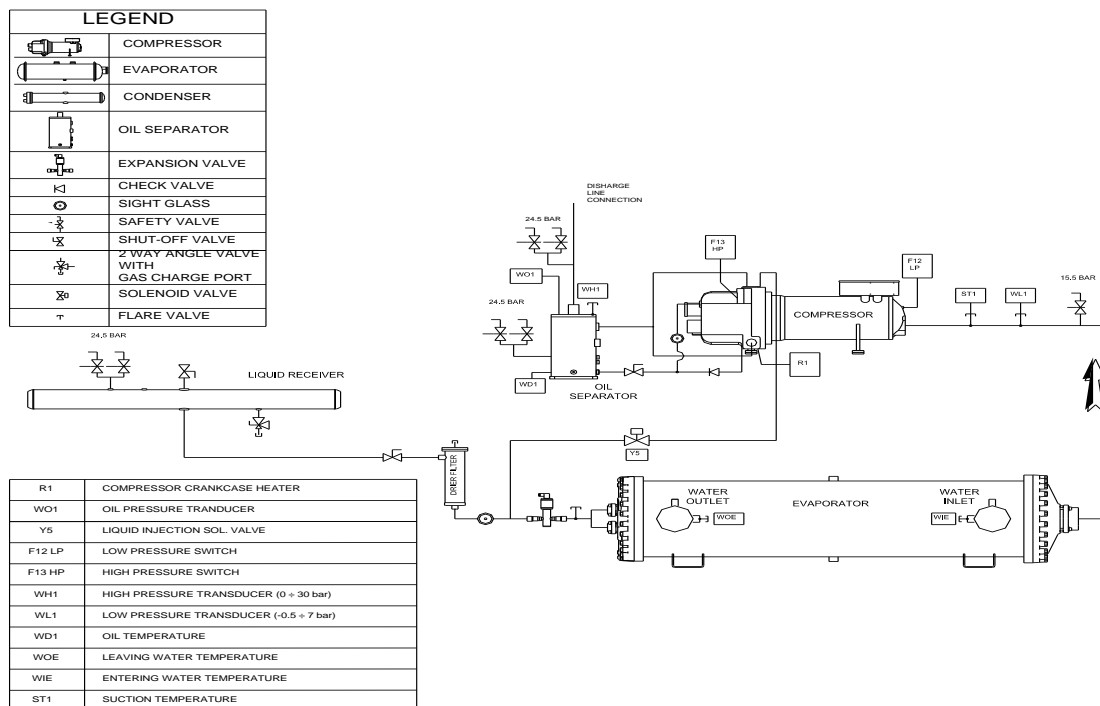 LEGEND
COMPRESSOR
EVAPORATOR
CONDENSER
OIL SEPARATOR
EXPANSION VALVE
CHECK VALVE
SIGHT GLASS
SAFETY VALVE
SHUT-OFF VALVE
2 WAY ANGLE VALVE
WITH
GAS CHARGE PORT
SOLENOID VALVE
FLARE VALVE
DISHARGE
LINE
CONNECTION
24.5 BAR
WO1
WH1
24.5 BAR
WD1
OIL
SEPARATOR
F13
HP
F12
LP
COMPRESSOR
R1
ST1
WL1
15.5 BAR
24,5 BAR
LIQUID RECEIVER
DRIER FILTER
Y5
WATER
OUTLET
WOE
EVAPORATOR
WATER
INLET
WIE
R1 COMPRESSOR CRANKCASE HEATER
WO1 OIL PRESSURE TRANDUCER
Y5 LIQUID INJECTION SOL. VALVE
F12 LP LOW PRESSURE SWITCH
F13 HP HIGH PRESSURE SWITCH
WH1 HIGH PRESSURE TRANSDUCER (0 ÷ 30 bar)
WL1 LOW PRESSURE TRANSDUCER (-0.5 ÷ 7 bar)
WD1 OIL TEMPERATURE
WOE LEAVING WATER TEMPERATURE
WIE ENTERING WATER TEMPERATURE
ST1 SUCTION TEMPERATURE